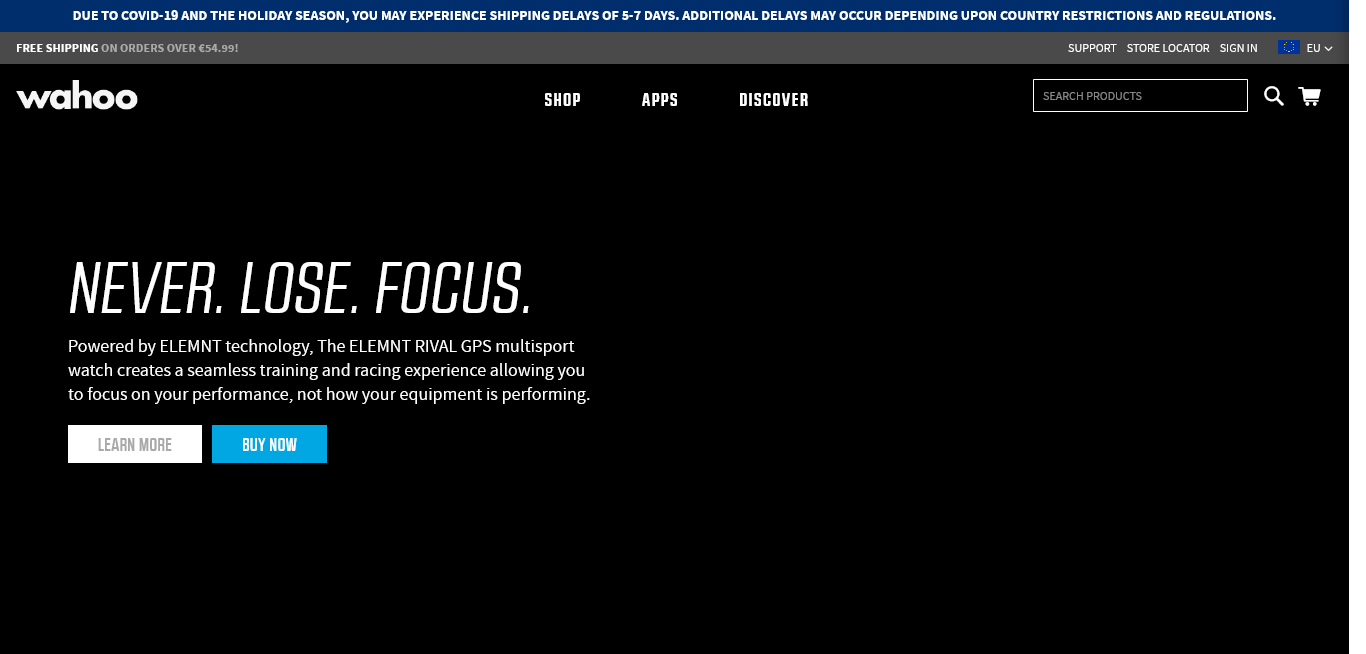 DUE TO COVID-19 AND THE HOLIDAY SEASON, YOU MAY EXPERIENCE SHIPPING DELAYS OF 5-7 DAYS. ADDITIONAL DELAYS MAY OCCUR DEPENDING UPON COUNTRY RESTRICTIONS AND REGULATIONS.
FREE SHIPPING ON ORDERS OVER €54.99!
SUPPORT STORE LOCATOR SIGN IN EU
wahoo
SHOP APPS DISCOVER
SEARCH PRODUCTS
NEVER. LOSE. FOCUS.
Powered by ELEMNT technology, The ELEMNT RIVAL GPS multisport
watch creates a seamless training and racing experience allowing you
to focus on your performance, not how your equipment is performing.
LEARN MORE BUY NOW